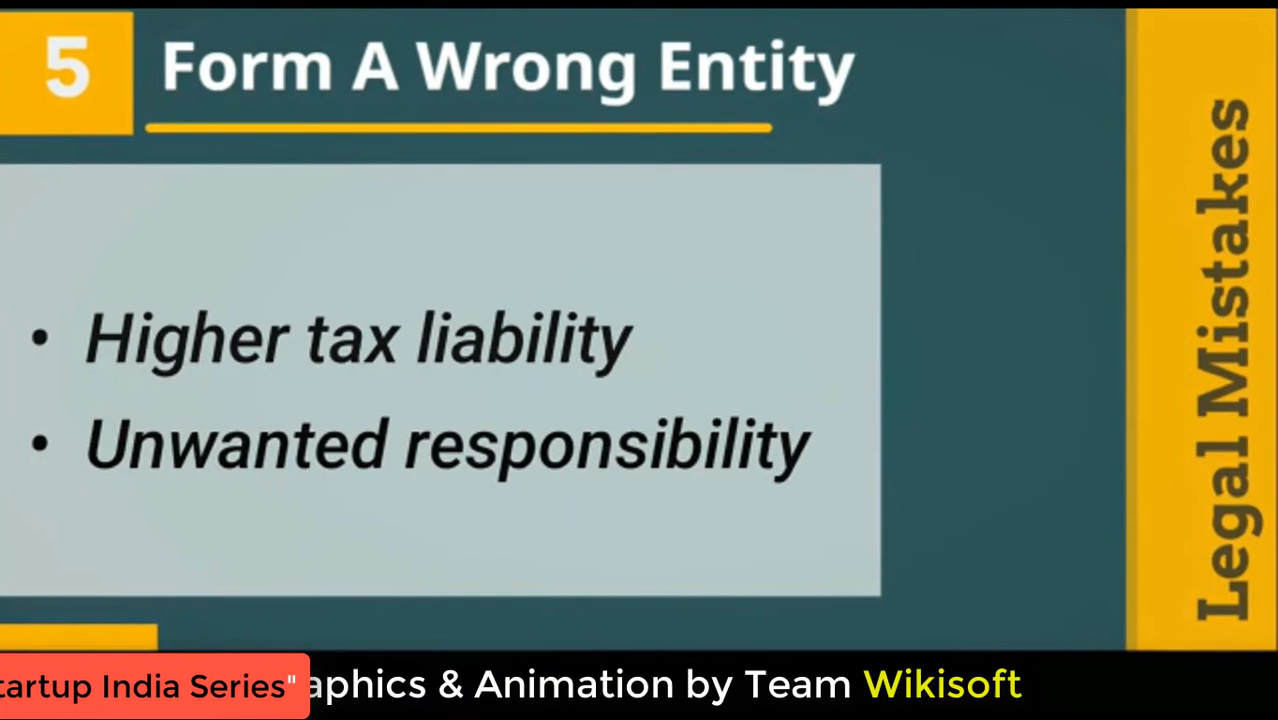 5 Form A Wrong Entity
• Higher tax liability
• Unwanted responsibility
Legal Mistakes
tartup India Series" aphics & Animation by Team Wikisoft